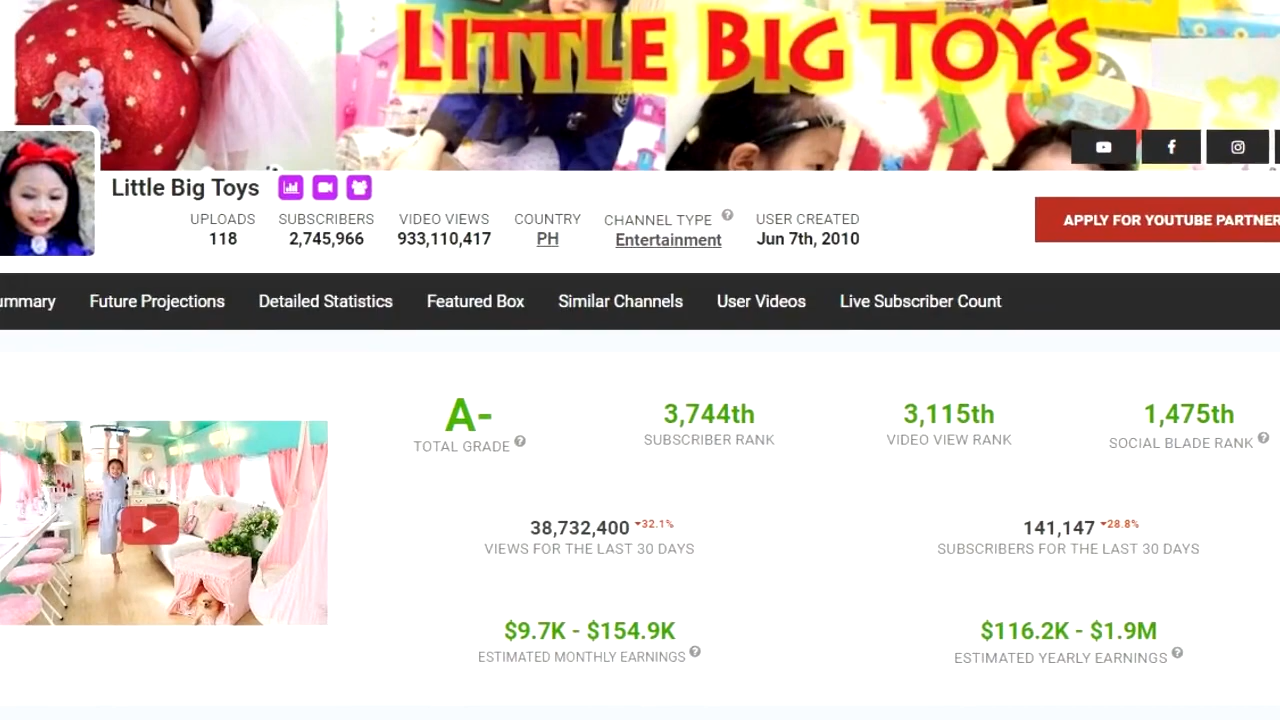 LITTLE BIG TOYS
Little Big Toys
UPLOADS SUBSCRIBERS VIDEO VIEWS COUNTRY CHANNEL TYPE USER CREATED
118 2,745,966 933,110,417 PH Entertainment Jun 7th, 2010
APPLY FOR YOUTUBE PARTNER
ummary Future Projections Detailed Statistics Featured Box Similar Channels User Videos Live Subscriber Count
A- 3,744th 3,115th 1,475th
TOTAL GRADE SUBSCRIBER RANK VIDEO VIEW RANK SOCIAL BLADE RANK
38,732,400 32.1% 141,147 28.8%
VIEWS FOR THE LAST 30 DAYS SUBSCRIBERS FOR THE LAST 30 DAYS
$9.7K - $154.9K $116.2K - $1.9M
ESTIMATED MONTHLY EARNINGS ESTIMATED YEARLY EARNINGS